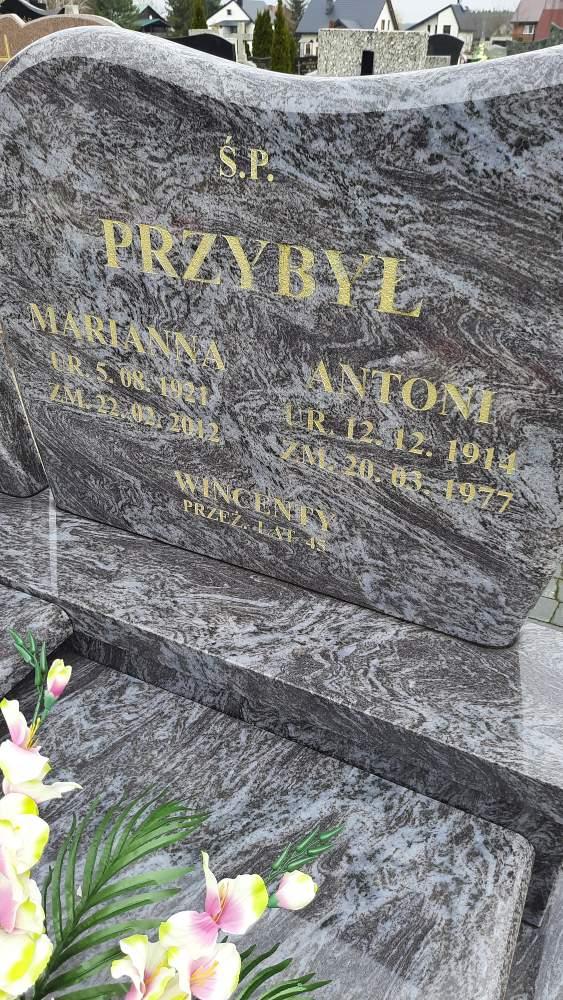 Ś.P.
PRZYBYŁ
MARIANNA
UR. 5. 08. 1921
ZM. 22. 02. 2012
ANTONI
UR. 12. 12. 1914
ZM. 20. 03. 1977
WINCENTY
PRZEŻ. LAT 45